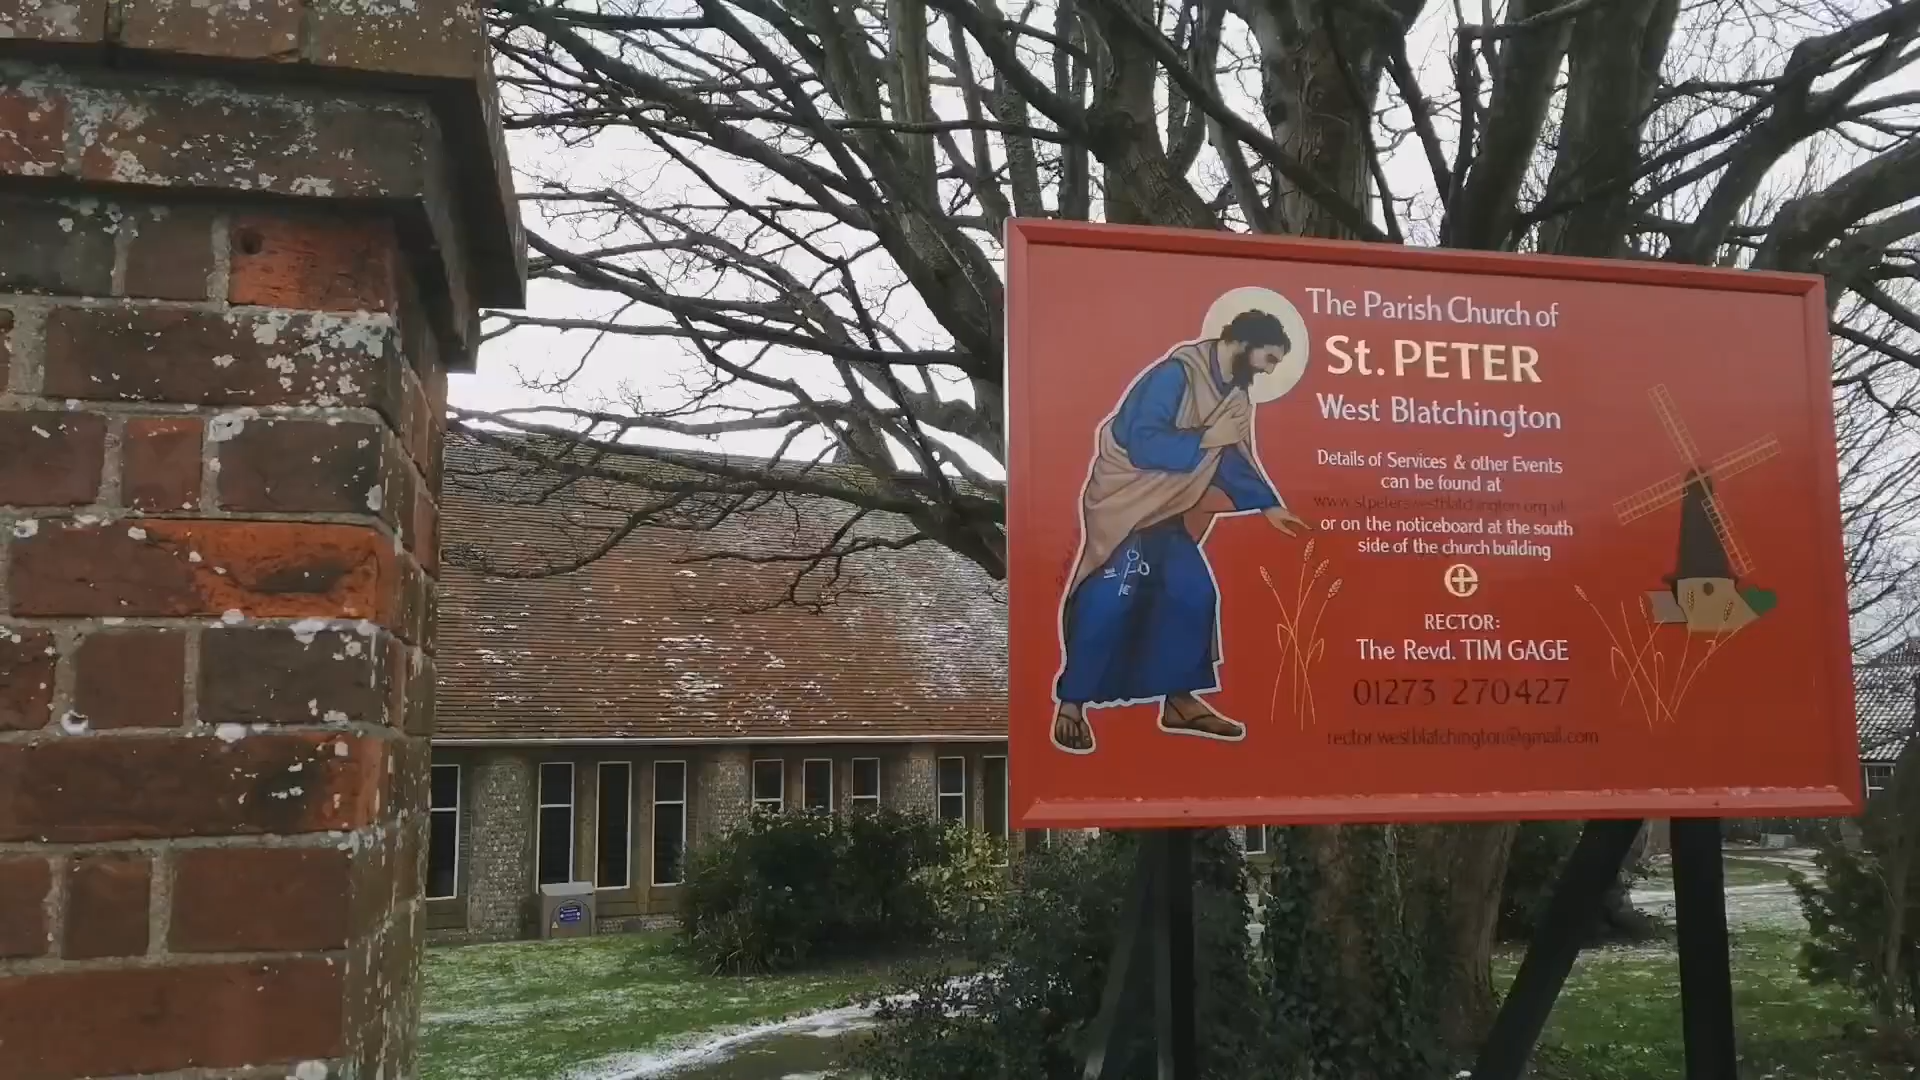 The Parish Church of
St. PETER
West Blatchington
Details of Services & other Events
can be found at
www.stpeterswestblatchington.org.uk
or on the noticeboard at the south
side of the church building
RECTOR:
The Revd. TIM GAGE
01273 270427
rector.westblatchington@gmail.com